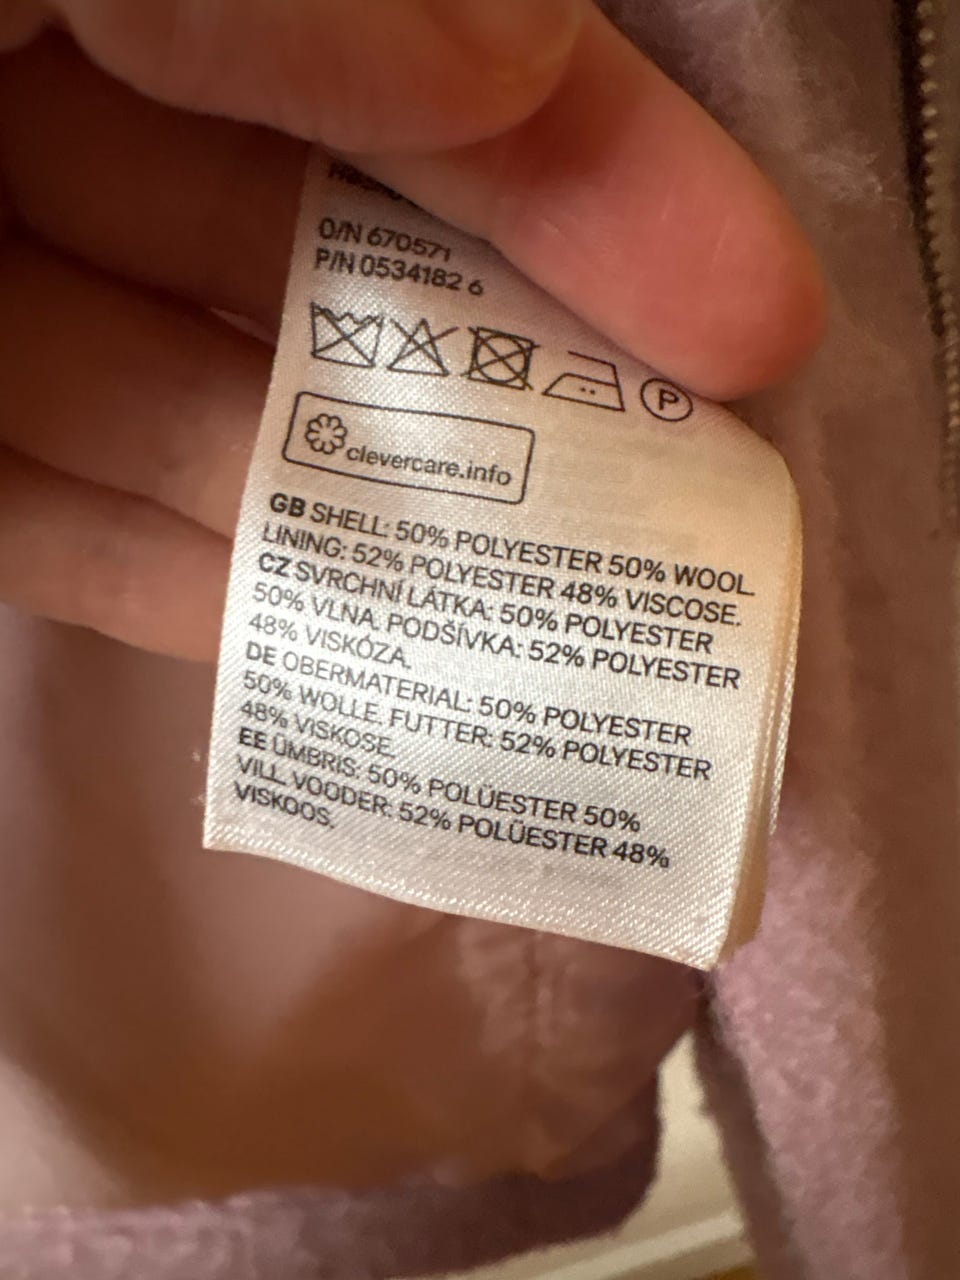 O/N 670571
P/N 0534182 6
P
clevercare.info
GB SHELL: 50% POLYESTER 50% WOOL.
LINING: 52% POLYESTER 48% VISCOSE.
CZ SVRCHNÍ LÁTKA: 50% POLYESTER
50% VLNA. PODŠÍVKA: 52% POLYESTER
48% VISKÓZA.
DE OBERMATERIAL: 50% POLYESTER
50% WOLLE. FUTTER: 52% POLYESTER
48% VISKOSE.
EE ÜMBRIS: 50% POLÜESTER 50%
VILL VOODER: 52% POLÜESTER 48%
VISKOOS.